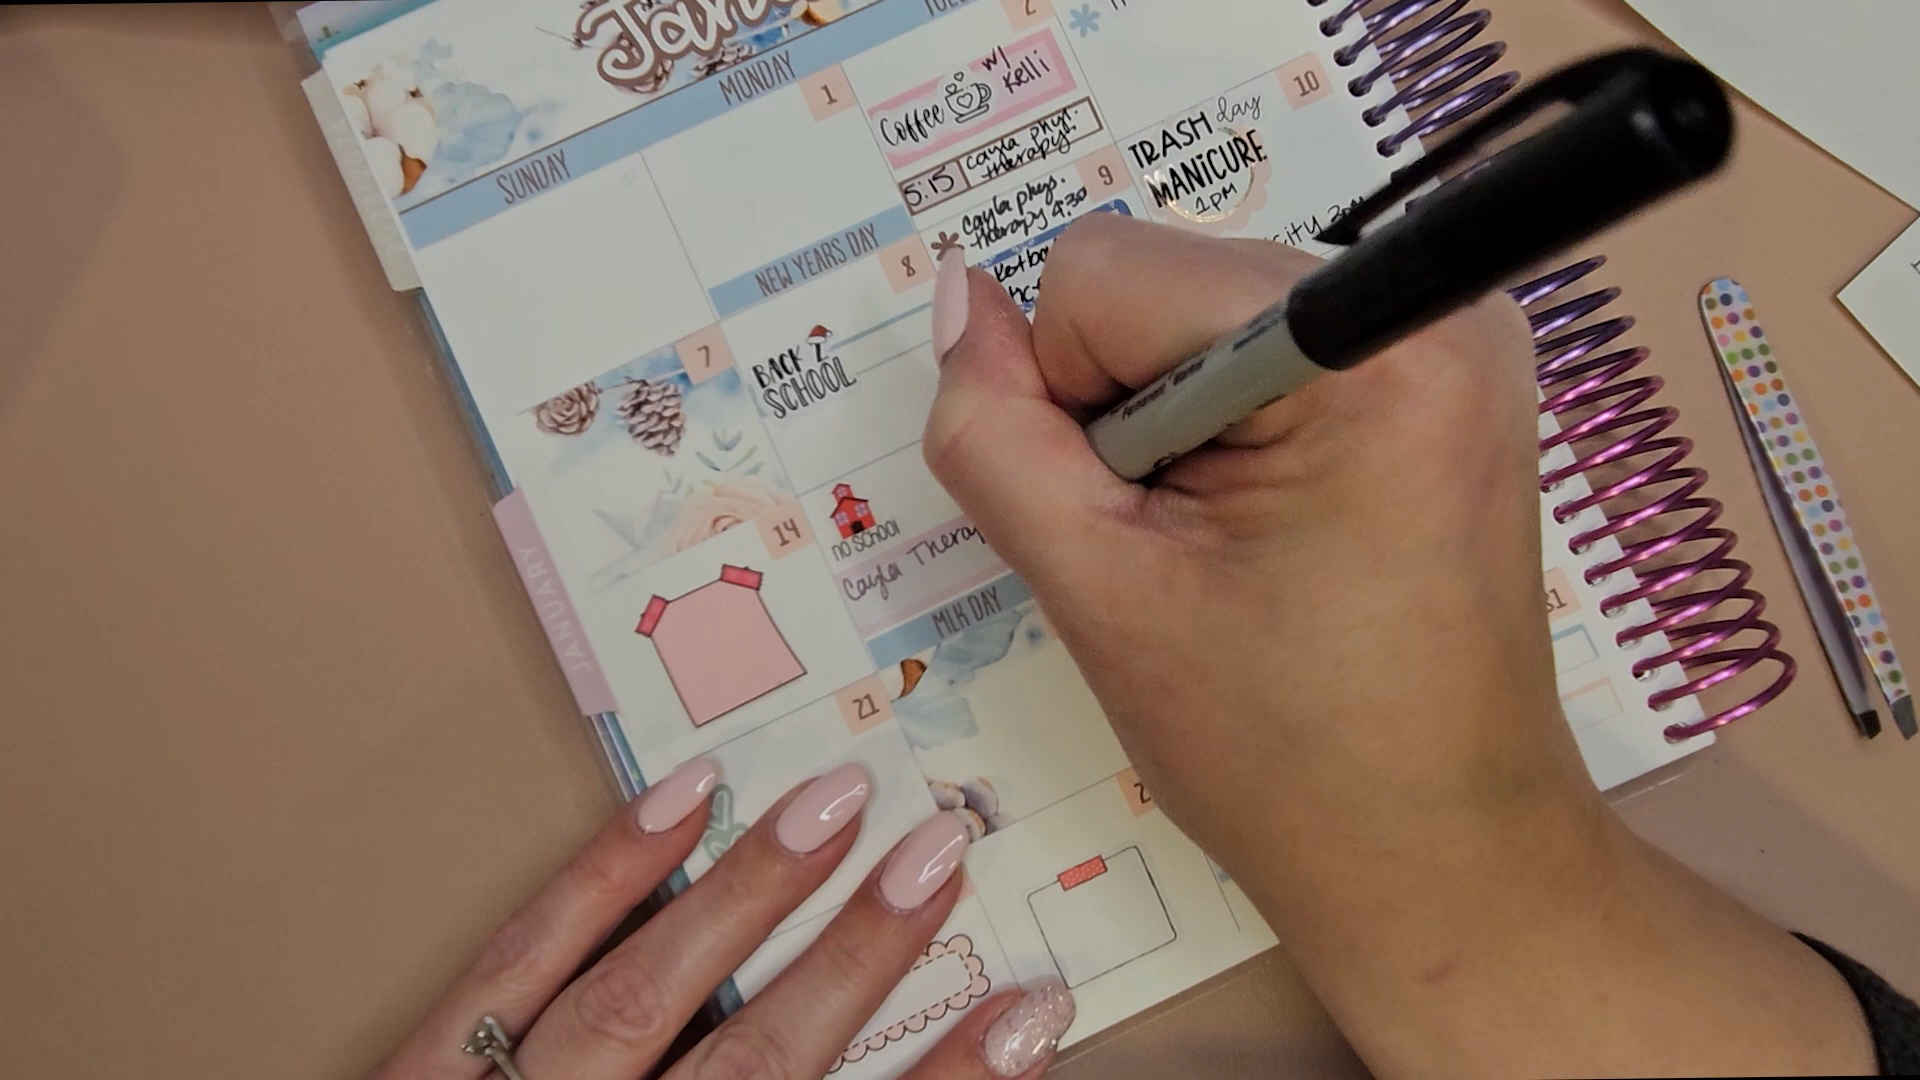 SUNDAY
MONDAY
1
NEW YEARS DAY
2
Coffee w/ Kelli
5:15 cayla phys. therapy
7
8
BACK 2
SCHOOL
9
Cayla phys.
therapy 4:30
10
TRASH day
MANICURE
1PM
14
no SCHOOL
Cayla
MLK DAY
21
JANUARY